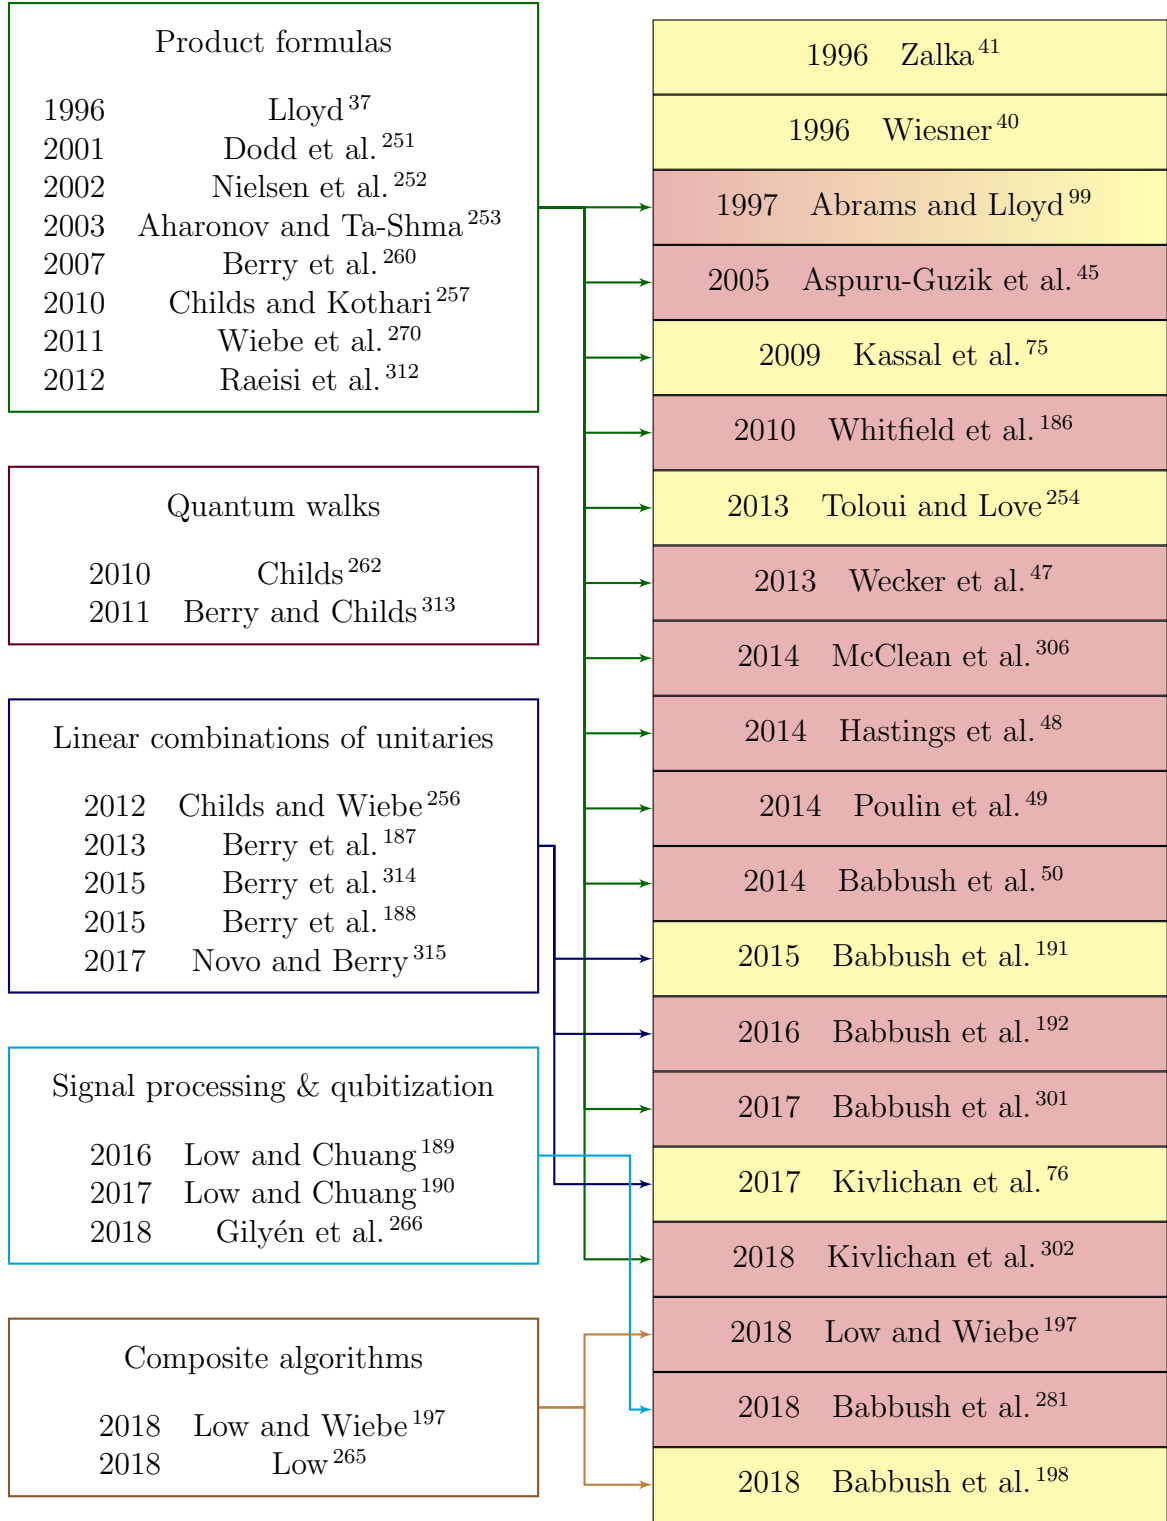 Product formulas
1996 Lloyd 37
2001 Dodd et al. 251
2002 Nielsen et al. 252
2003 Aharonov and Ta-Shma 253
2007 Berry et al. 260
2010 Childs and Kothari 257
2011 Wiebe et al. 270
2012 Raeisi et al. 312
Quantum walks
2010 Childs 262
2011 Berry and Childs 313
Linear combinations of unitaries
2012 Childs and Wiebe 256
2013 Berry et al. 187
2015 Berry et al. 314
2015 Berry et al. 188
2017 Novo and Berry 315
Signal processing & qubitization
2016 Low and Chuang 189
2017 Low and Chuang 190
2018 Gilyén et al. 266
Composite algorithms
2018 Low and Wiebe 197
2018 Low 265
1996 Zalka 41
1996 Wiesner 40
1997 Abrams and Lloyd 99
2005 Aspuru-Guzik et al. 45
2009 Kassal et al. 75
2010 Whitfield et al. 186
2013 Toloui and Love 254
2013 Wecker et al. 47
2014 McClean et al. 306
2014 Hastings et al. 48
2014 Poulin et al. 49
2014 Babbush et al. 50
2015 Babbush et al. 191
2016 Babbush et al. 192
2017 Babbush et al. 301
2017 Kivlichan et al. 76
2018 Kivlichan et al. 302
2018 Low and Wiebe 197
2018 Babbush et al. 281
2018 Babbush et al. 198